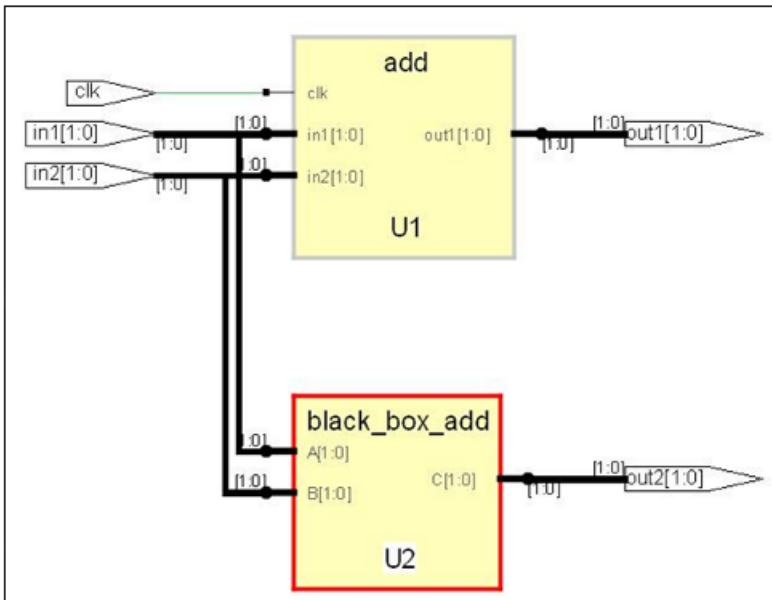 add
clk
clk
in1[1:0]
[1:0]
[1:0]
in1[1:0]
out1[1:0]
[1:0]
[1:0]
out1[1:0]
in2[1:0]
[1:0]
[1:0]
in2[1:0]
U1
black_box_add
[1:0]
A[1:0]
[1:0]
B[1:0]
C[1:0]
[1:0]
[1:0]
out2[1:0]
U2